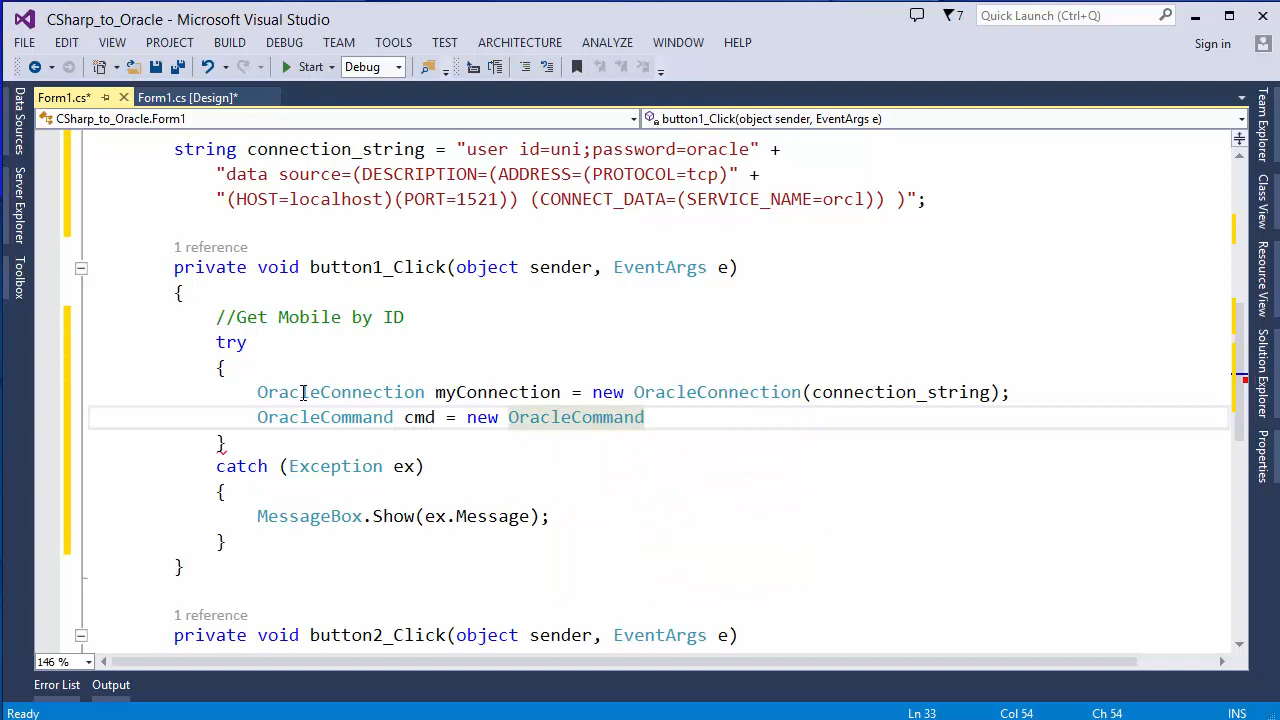 CSharp_to_Oracle - Microsoft Visual Studio
7
Quick Launch (Ctrl+Q)
FILE EDIT VIEW PROJECT BUILD DEBUG TEAM TOOLS TEST ARCHITECTURE ANALYZE WINDOW HELP
Sign in
Start Debug
Form1.cs* Form1.cs [Design]*
CSharp_to_Oracle.Form1 button1_Click(object sender, EventArgs e)
Data Sources
Server Explorer
Toolbox
string connection_string = "user id=uni;password=oracle" +
"data source=(DESCRIPTION=(ADDRESS=(PROTOCOL=tcp)" +
"(HOST=localhost)(PORT=1521)) (CONNECT_DATA=(SERVICE_NAME=orcl)) )";
1 reference
private void button1_Click(object sender, EventArgs e)
{
//Get Mobile by ID
try
{
OracleConnection myConnection = new OracleConnection(connection_string);
OracleCommand cmd = new OracleCommand
}
catch (Exception ex)
{
MessageBox.Show(ex.Message);
}
}
1 reference
private void button2_Click(object sender, EventArgs e)
Team Explorer
Class View
Resource View
Solution Explorer
Properties
146 %
Error List Output
Ready Ln 33 Col 54 Ch 54 INS